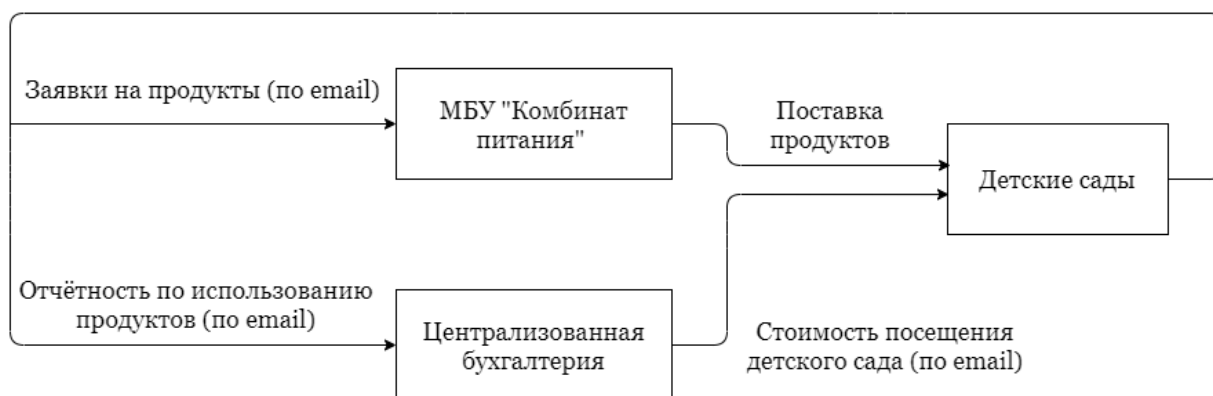 Заявки на продукты (по email)
МБУ "Комбинат
питания"
Поставка
продуктов
Детские сады
Отчётность по использованию
продуктов (по email)
Централизованная
бухгалтерия
Стоимость посещения
детского сада (по email)